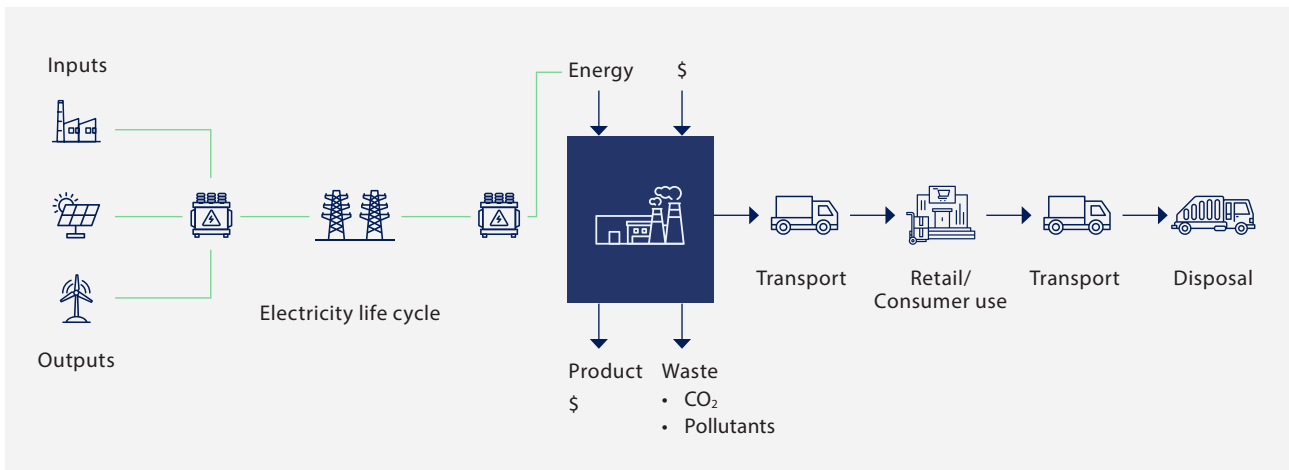 Inputs
Outputs
Electricity life cycle
Energy
$
Product
$
Waste
• CO₂
• Pollutants
Transport
Retail/
Consumer use
Transport
Disposal